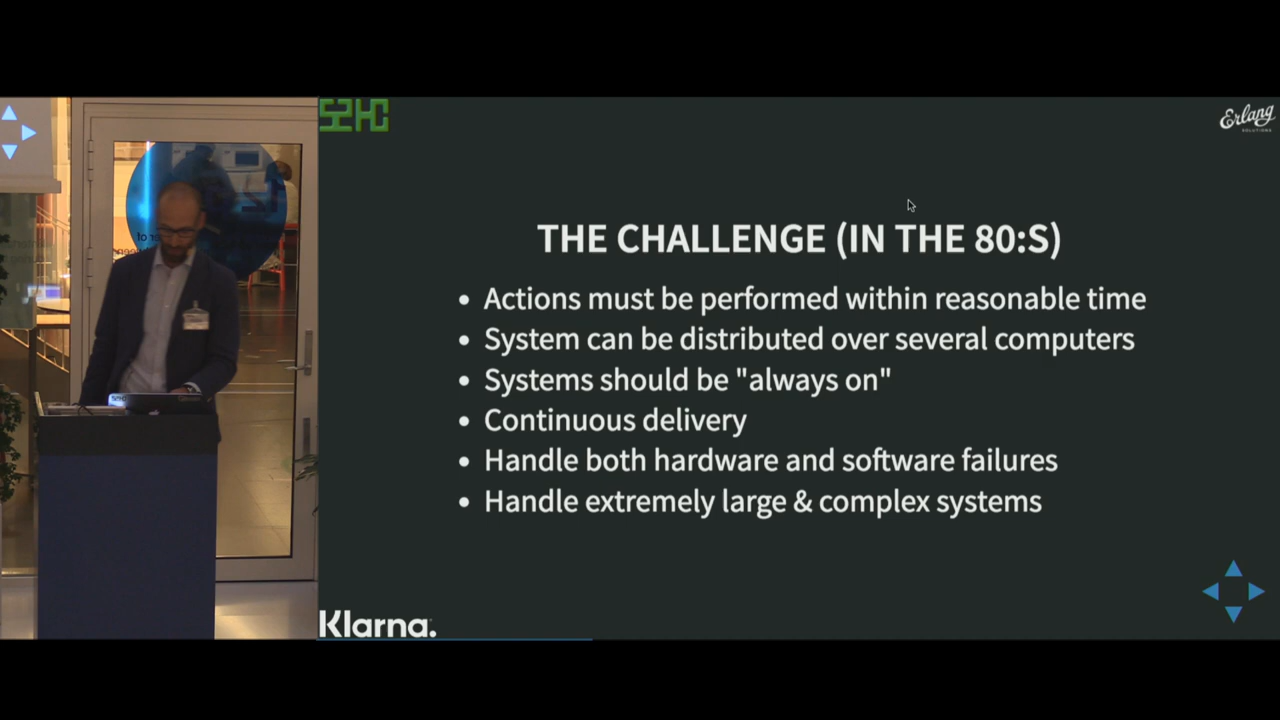 Erlang
SOLUTIONS
THE CHALLENGE (IN THE 80:S)
• Actions must be performed within reasonable time
• System can be distributed over several computers
• Systems should be "always on"
• Continuous delivery
• Handle both hardware and software failures
• Handle extremely large & complex systems
Klarna.